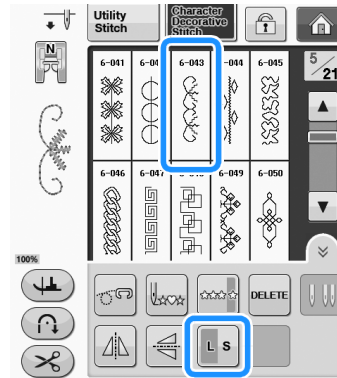 Utility
Stitch
Character
Decorative
Stitch
N
5
21
6-041
6-04
6-043
-044
6-045
6-046
6-047
6-049
6-050
100%
DELETE
L S